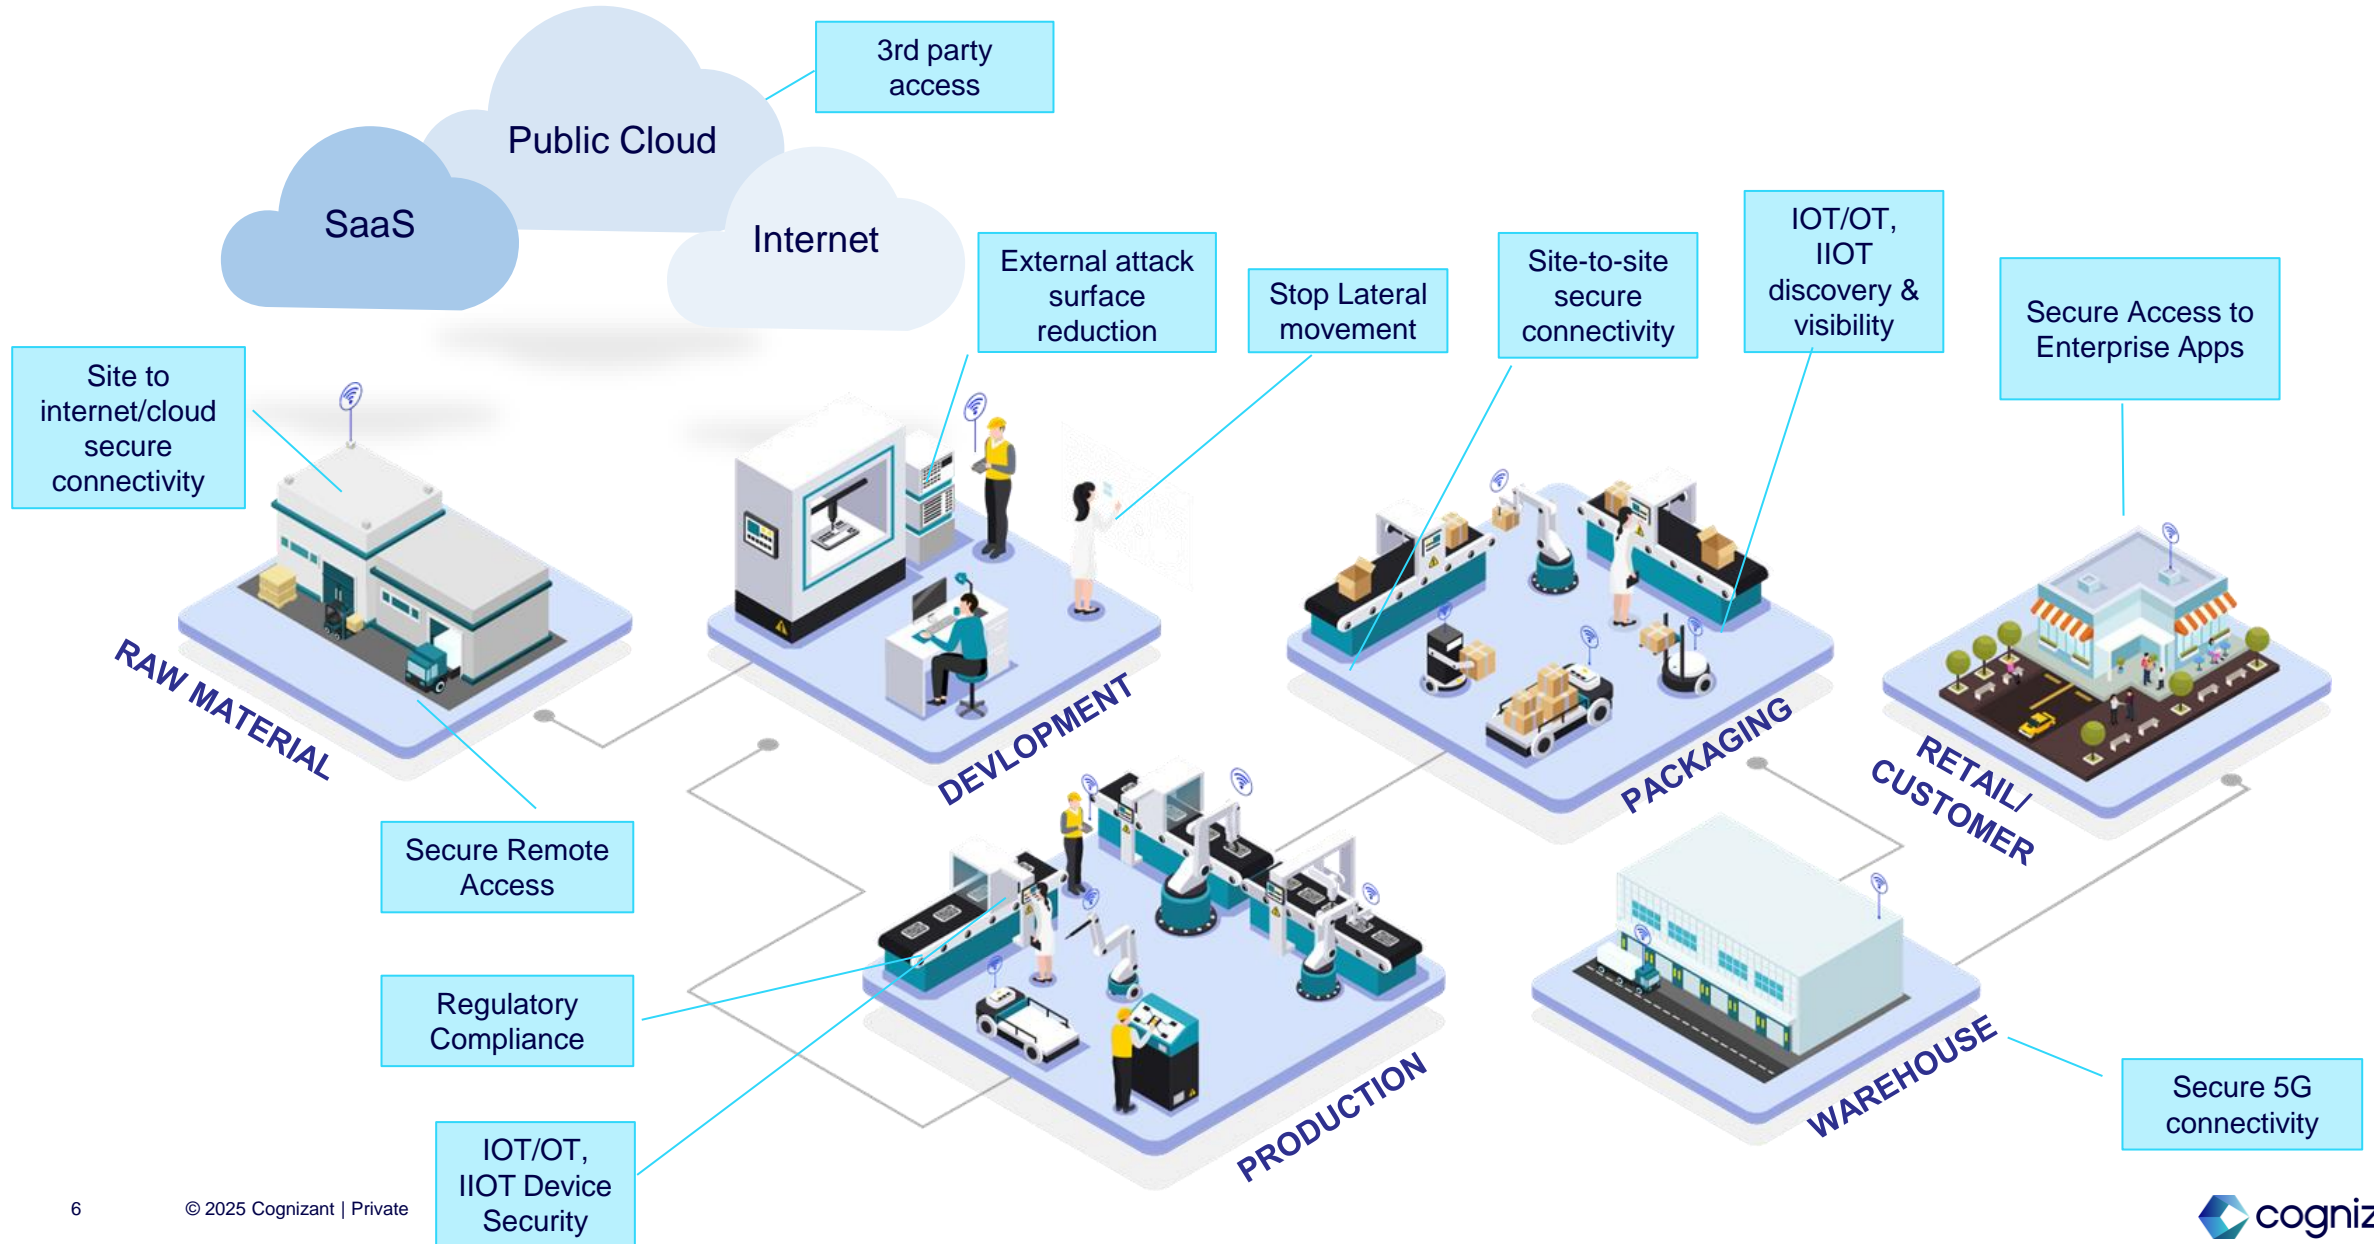 3rd party
access
Public Cloud
SaaS
Internet
External attack
surface
reduction
Stop Lateral
movement
Site-to-site
secure
connectivity
IOT/OT,
IIOT
discovery &
visibility
Secure Access to
Enterprise Apps
Site to
internet/cloud
secure
connectivity
RAW MATERIAL
DEVLOPMENT
PACKAGING
RETAIL/
CUSTOMER
Secure Remote
Access
Regulatory
Compliance
IOT/OT,
IIOT Device
Security
PRODUCTION
WAREHOUSE
Secure 5G
connectivity
6
© 2025 Cognizant | Private
cogniz